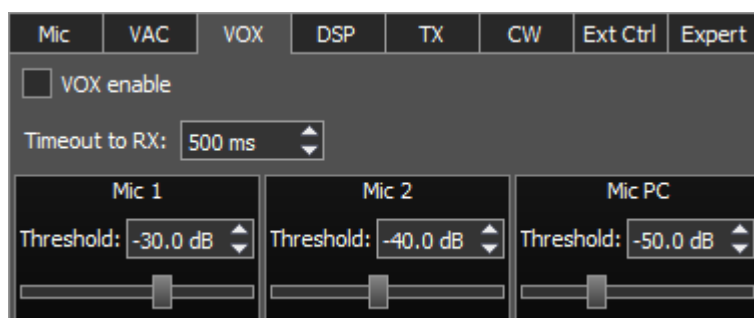 Mic VAC VOX DSP TX CW Ext Ctrl Expert
VOX enable
Timeout to RX: 500 ms
Mic 1 Mic 2 Mic PC
Threshold: -30.0 dB Threshold: -40.0 dB Threshold: -50.0 dB